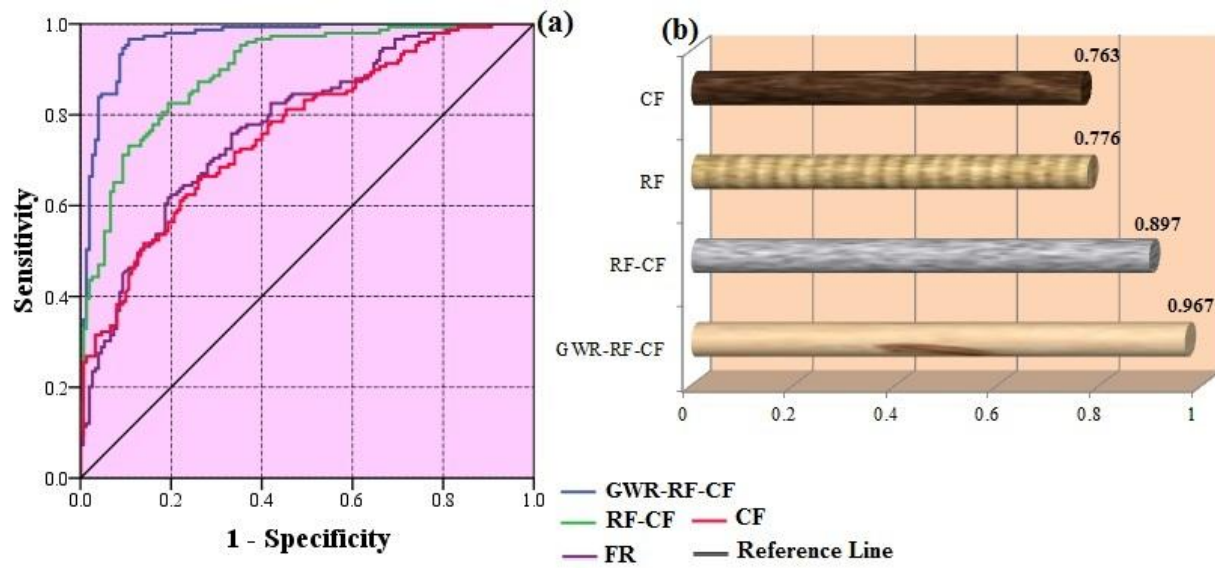 (a)
1.0
0.8
0.6
0.4
0.2
0.0
0.0 0.2 0.4 0.6 0.8 1.0
Sensitivity
1 - Specificity
GWR-RF-CF
RF-CF
CF
FR
Reference Line
(b)
CF
0.763
RF
0.776
RF-CF
0.897
GWR-RF-CF
0.967
0 0.2 0.4 0.6 0.8 1